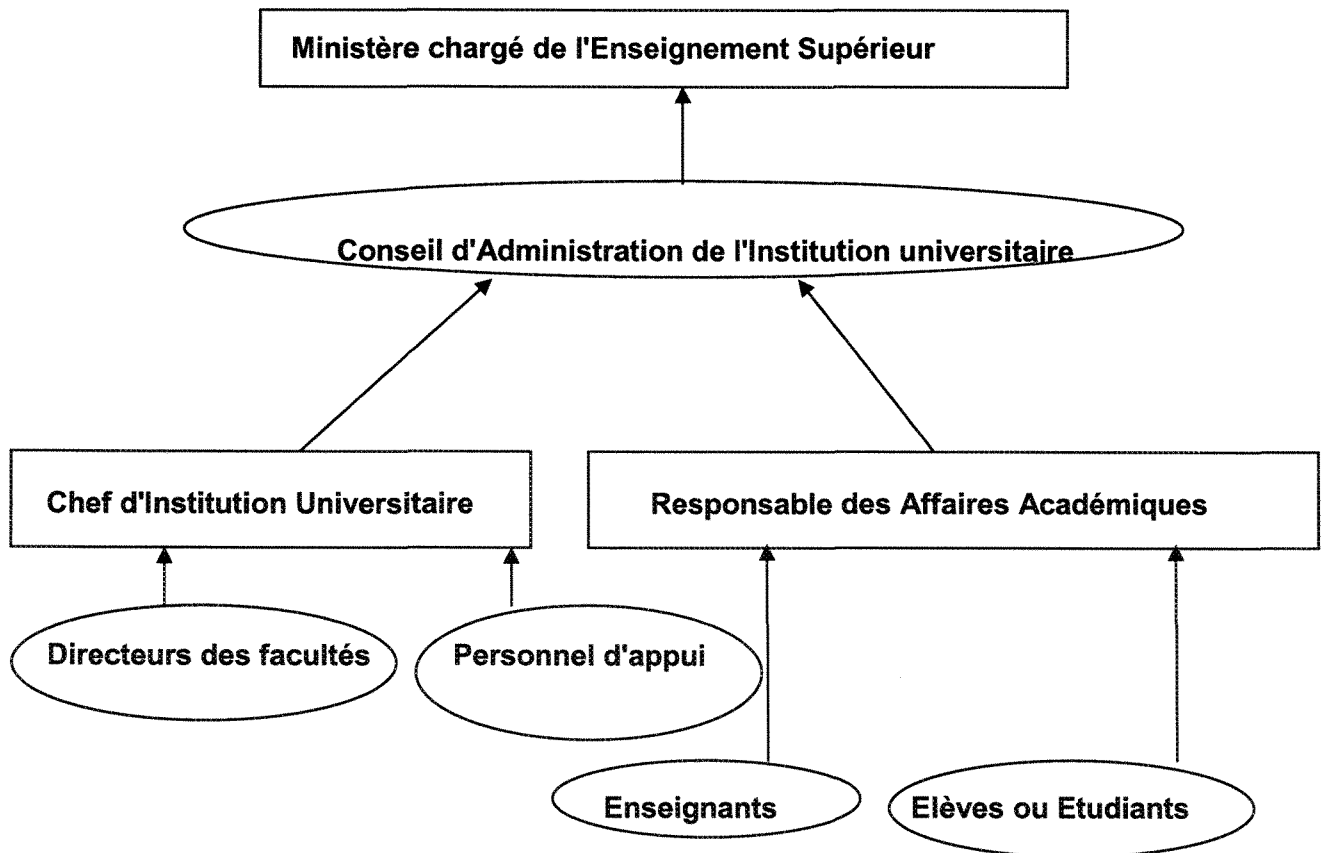 Ministère chargé de l'Enseignement Supérieur
Conseil d'Administration de l'Institution universitaire
Chef d'Institution Universitaire
Responsable des Affaires Académiques
Directeurs des facultés
Personnel d'appui
Enseignants
Elèves ou Etudiants